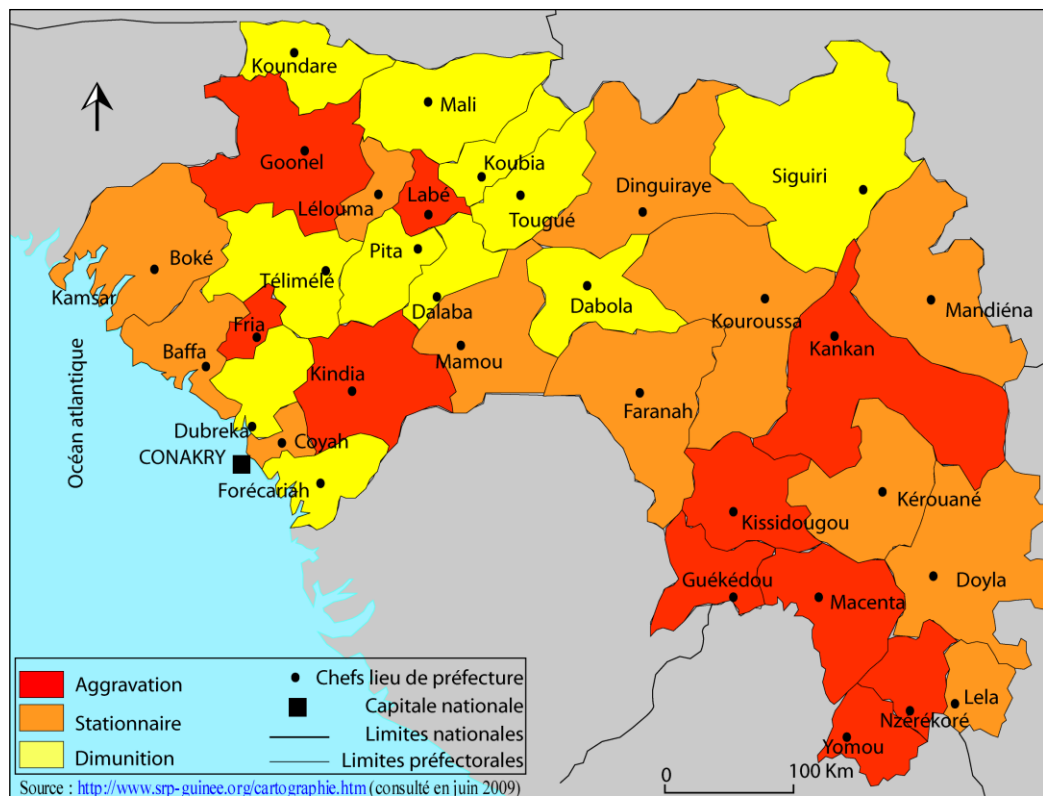 Koundare
Mali
Goonel
Koubia
Siguiri
Dinguiraye
Lélouma
Labé
Tougué
Pita
Boké
Télimélé
Kamsar
Dalaba
Dabola
Mandiéna
Kouroussa
Fria
Kankan
Baffa
Mamou
Kindia
Océan atlantique
Faranah
Dubreka
Coyah
CONAKRY
Forécariah
Kérouané
Kissidougou
Guékédou
Doyla
Macenta
Lela
Nzerékoré
Yomou
Aggravation
Stationnaire
Dimunition
Chefs lieu de préfecture
Capitale nationale
Limites nationales
Limites préfectorales
0
100 Km
Source : http://www.srp-guinee.org/cartographie.htm (consulté en juin 2009)